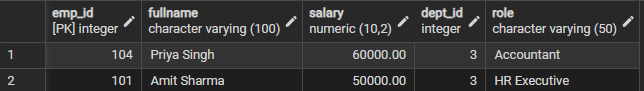 emp_id fullname salary dept_id role
[PK] integer character varying (100) numeric (10,2) integer character varying (50)
1 104 Priya Singh 60000.00 3 Accountant
2 101 Amit Sharma 50000.00 3 HR Executive